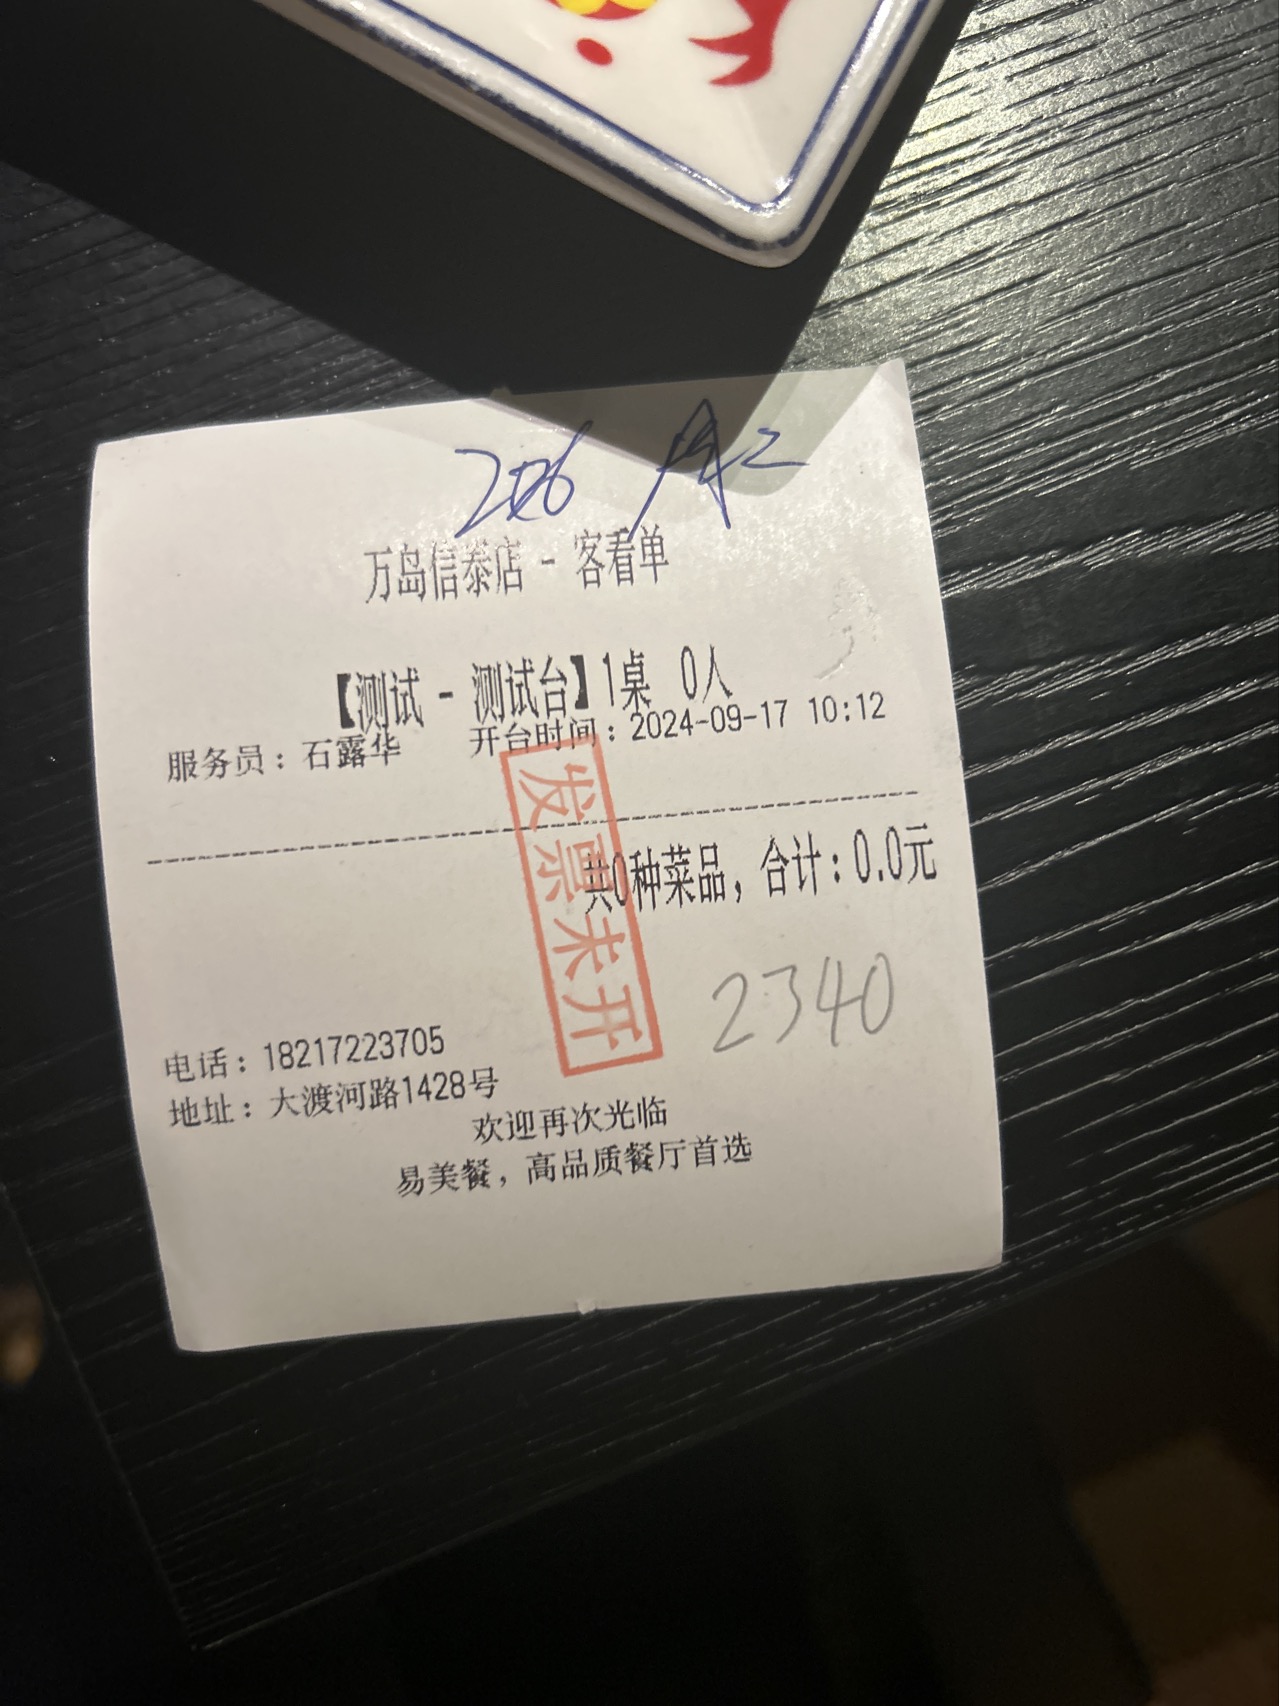 206
万岛信泰店 - 客看单
【测试 - 测试台】1桌 0人
服务员：石露华 开台时间：2024-09-17 10:12
发票未开
共0种菜品，合计：0.0元
2340
电话：18217223705
地址：大渡河路1428号
欢迎再次光临
易美餐，高品质餐厅首选